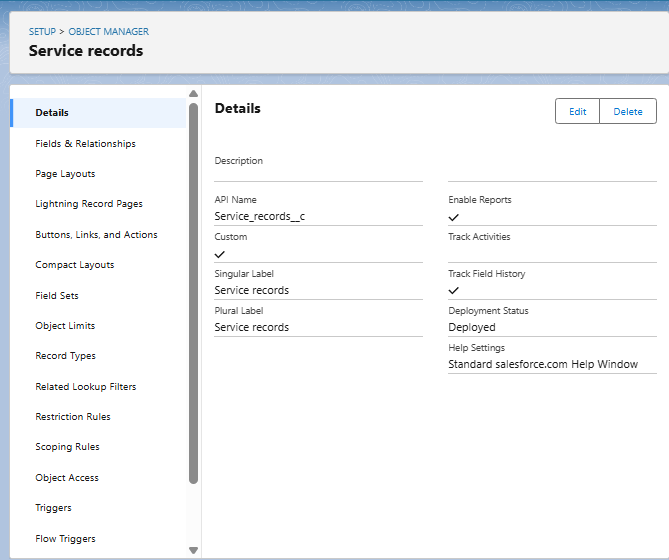 SETUP > OBJECT MANAGER
Service records
Details
Fields & Relationships
Page Layouts
Lightning Record Pages
Buttons, Links, and Actions
Compact Layouts
Field Sets
Object Limits
Record Types
Related Lookup Filters
Restriction Rules
Scoping Rules
Object Access
Triggers
Flow Triggers
Details
Edit
Delete
Description
API Name
Service_records__c
Custom
Singular Label
Service records
Plural Label
Service records
Enable Reports
Track Activities
Track Field History
Deployment Status
Deployed
Help Settings
Standard salesforce.com Help Window